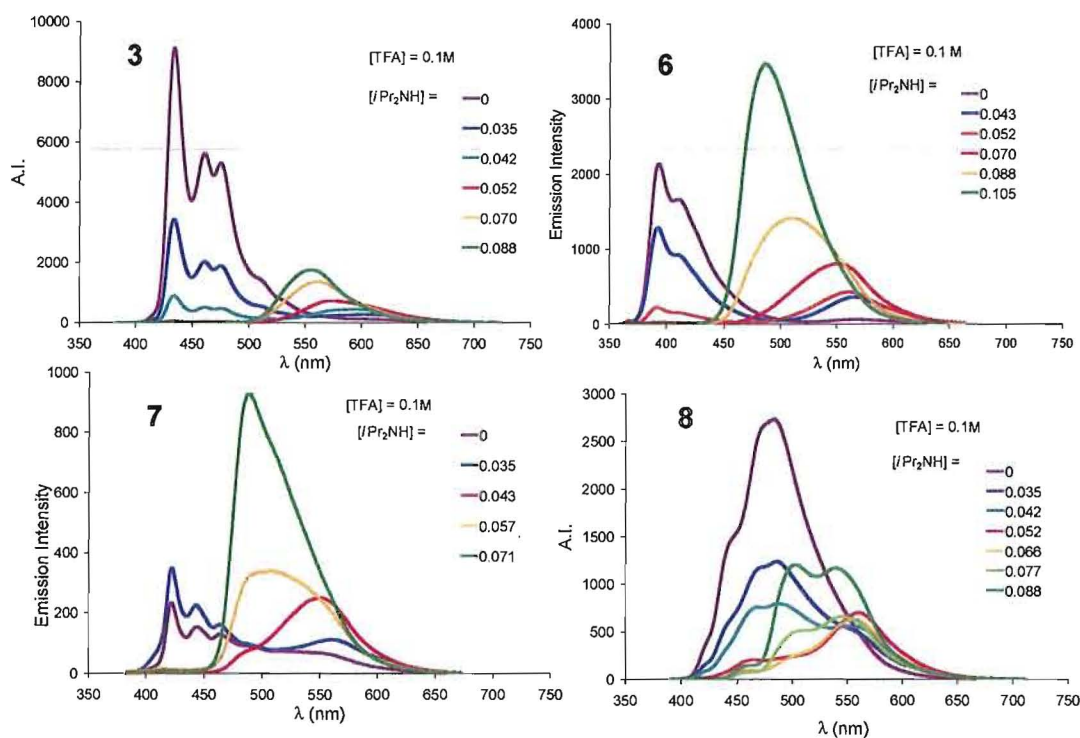 3
[TFA] = 0.1M
[iPr₂NH] =
0
0.035
0.042
0.052
0.070
0.088
A.I.
10000
8000
6000
4000
2000
0
350 400 450 500 550 600 650 700 750
λ (nm)
6
[TFA] = 0.1M
[iPr₂NH] =
0
0.043
0.052
0.070
0.088
0.105
Emission Intensity
4000
3000
2000
1000
0
350 400 450 500 550 600 650 700 750
λ (nm)
7
[TFA] = 0.1M
[iPr₂NH] =
0
0.035
0.043
0.057
0.071
Emission Intensity
1000
800
600
400
200
0
350 400 450 500 550 600 650 700 750
λ (nm)
8
[TFA] = 0.1M
[iPr₂NH] =
0
0.035
0.042
0.052
0.066
0.077
0.088
A.I.
3000
2500
2000
1500
1000
500
0
350 400 450 500 550 600 650 700 750
λ (nm)